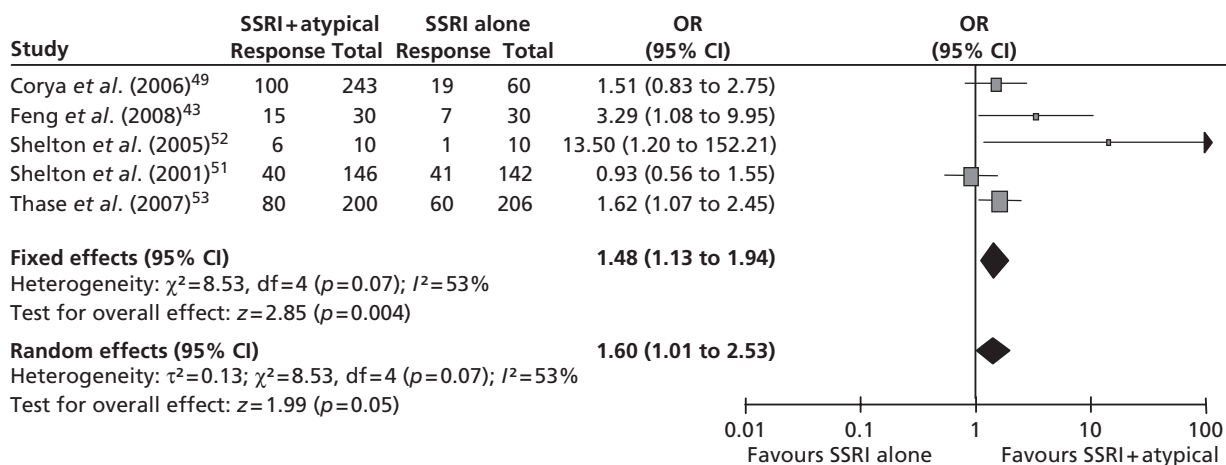 SSRI+atypical SSRI alone OR OR
Study Response Total Response Total (95% CI) (95% CI)
Corya et al. (2006)49 100 243 19 60 1.51 (0.83 to 2.75)
Feng et al. (2008)43 15 30 7 30 3.29 (1.08 to 9.95)
Shelton et al. (2005)52 6 10 1 10 13.50 (1.20 to 152.21)
Shelton et al. (2001)51 40 146 41 142 0.93 (0.56 to 1.55)
Thase et al. (2007)53 80 200 60 206 1.62 (1.07 to 2.45)
Fixed effects (95% CI) 1.48 (1.13 to 1.94)
Heterogeneity: χ²=8.53, df=4 (p=0.07); I²=53%
Test for overall effect: z=2.85 (p=0.004)
Random effects (95% CI) 1.60 (1.01 to 2.53)
Heterogeneity: τ²=0.13; χ²=8.53, df=4 (p=0.07); I²=53%
Test for overall effect: z=1.99 (p=0.05)
0.01 0.1 1 10 100
Favours SSRI alone Favours SSRI+atypical